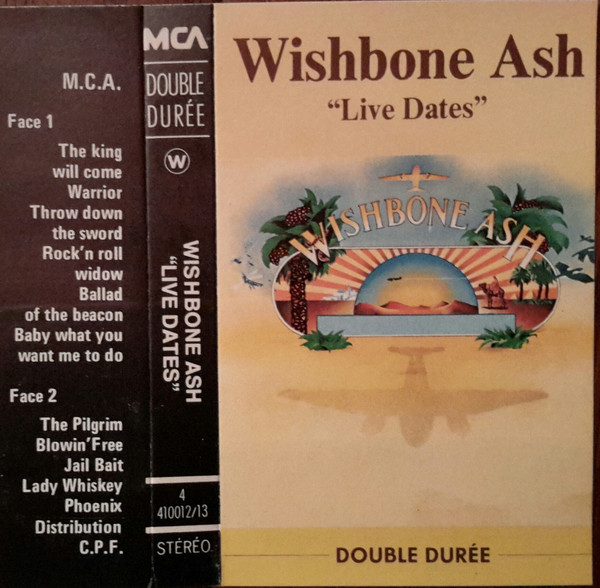 M.C.A.
Face 1
The king
will come
Warrior
Throw down
the sword
Rock'n roll
widow
Ballad
of the beacon
Baby what you
want me to do
Face 2
The Pilgrim
Blowin'Free
Jail Bait
Lady Whiskey
Phoenix
Distribution
C.P.F.
MCA
DOUBLE
DURÉE
W
WISHBONE ASH
“LIVE DATES”
4
410012/13
STÉRÉO
Wishbone Ash
“Live Dates”
WISHBONE ASH
DOUBLE DURÉE